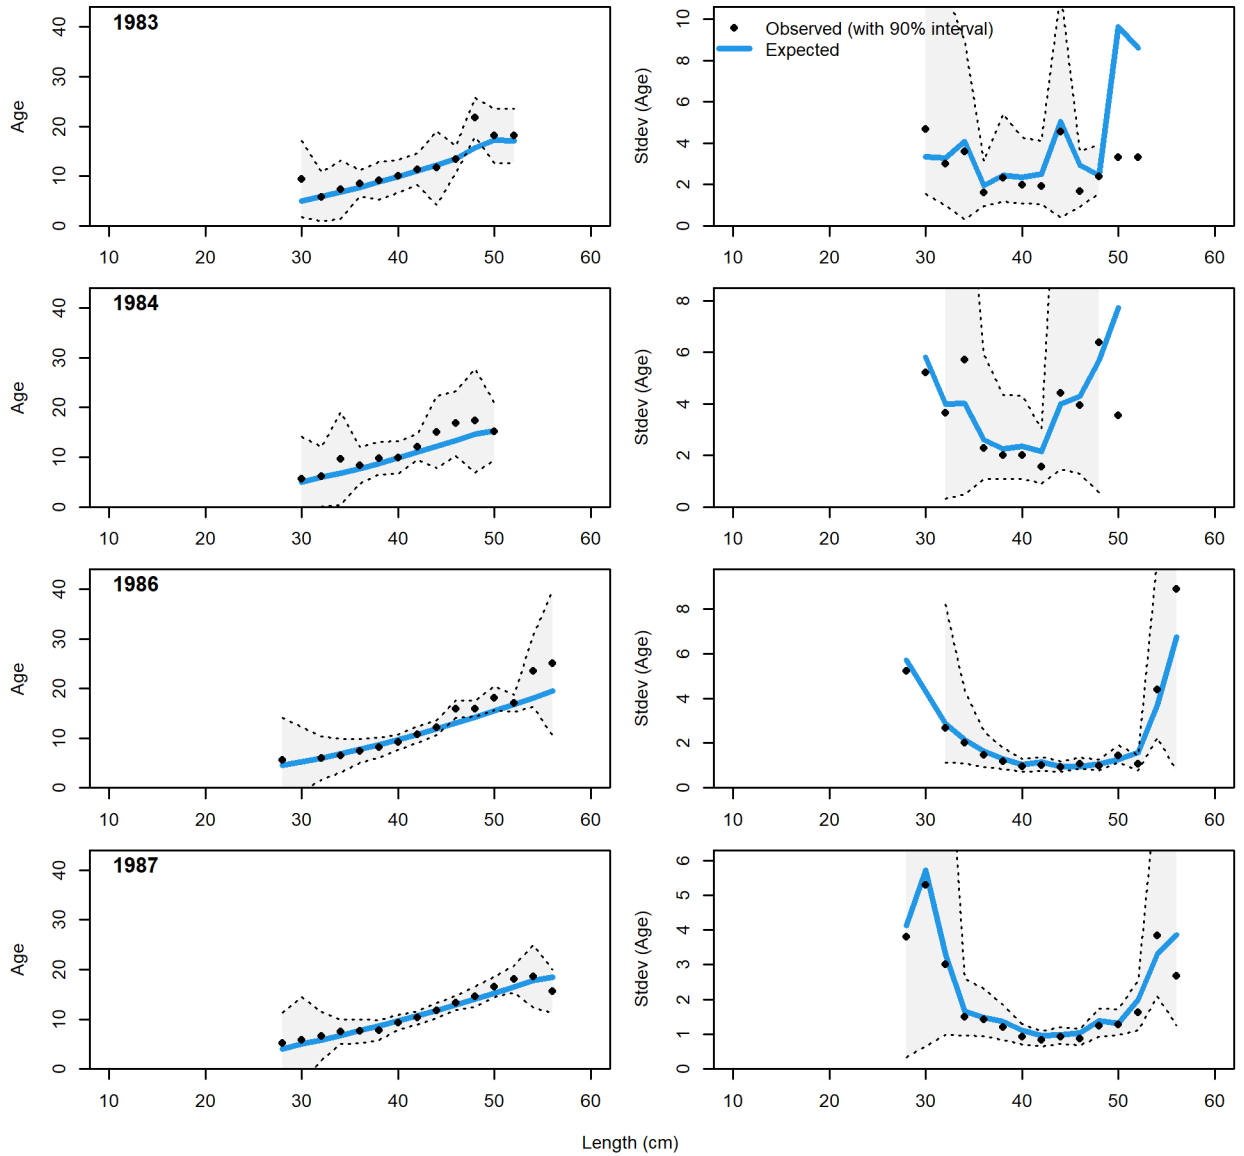 1983
Age
0 10 20 30 40
10 20 30 40 50 60
Observed (with 90% interval)
Expected
Stdev (Age)
0 2 4 6 8 10
10 20 30 40 50 60
1984
Age
0 10 20 30 40
10 20 30 40 50 60
Stdev (Age)
0 2 4 6 8
10 20 30 40 50 60
1986
Age
0 10 20 30 40
10 20 30 40 50 60
Stdev (Age)
0 2 4 6 8
10 20 30 40 50 60
1987
Age
0 10 20 30 40
10 20 30 40 50 60
Stdev (Age)
0 1 2 3 4 5 6
10 20 30 40 50 60
Length (cm)